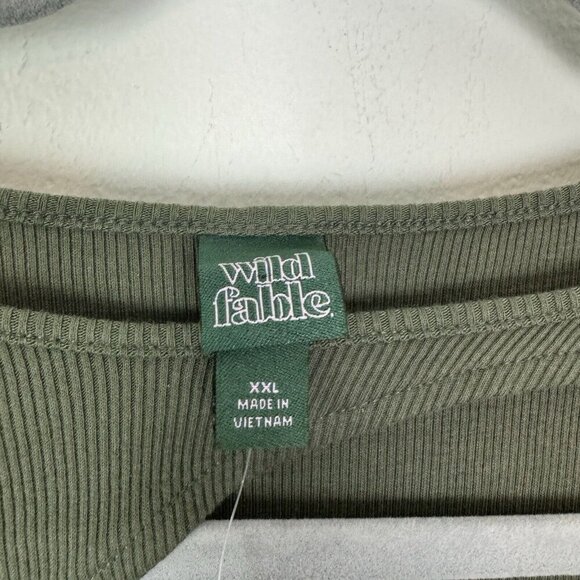 wild
fable.
XXL
MADE IN
VIETNAM